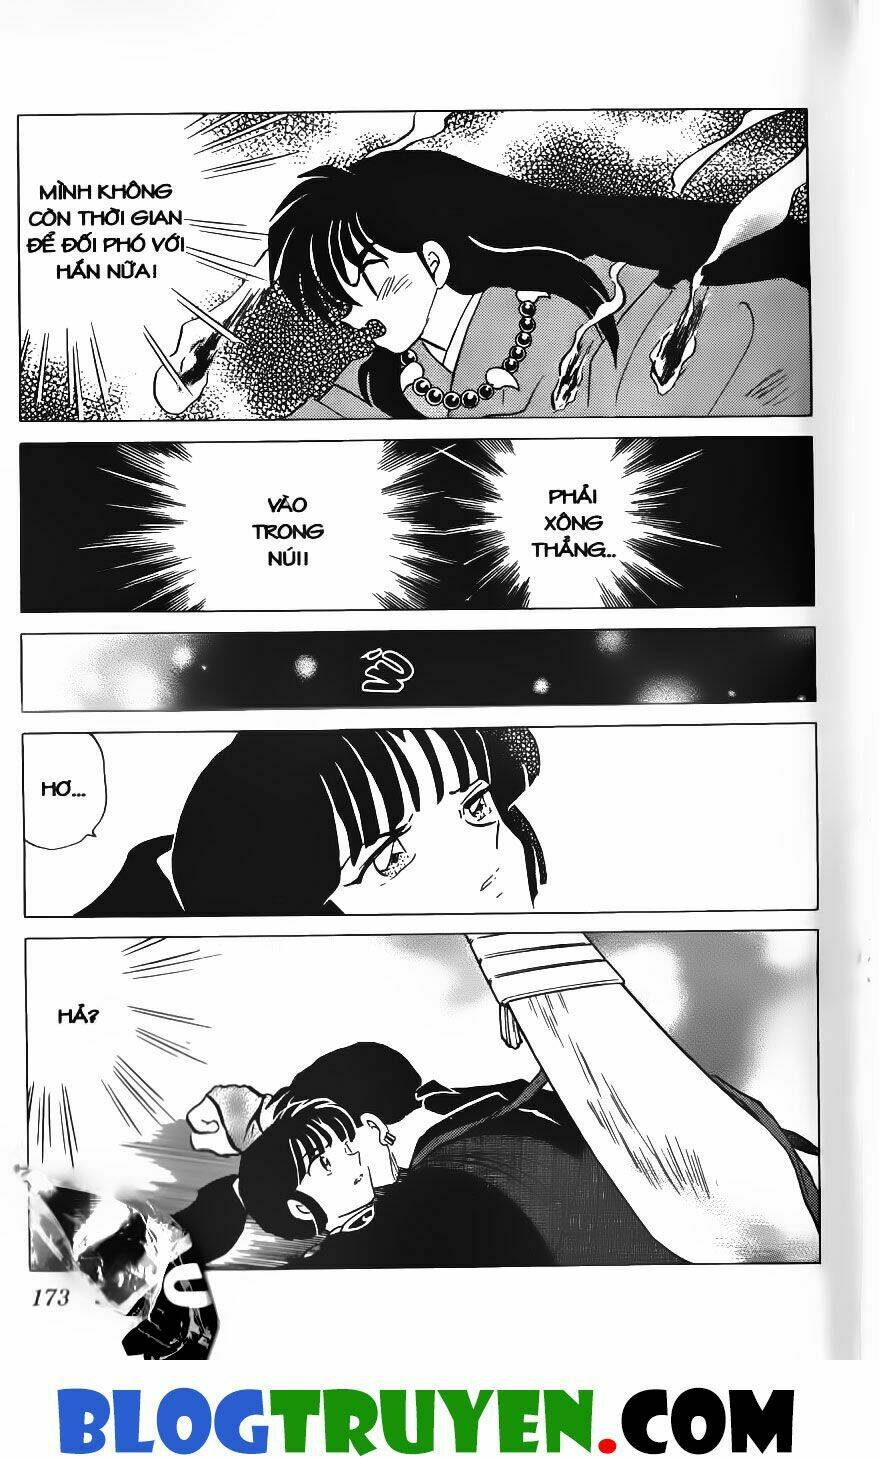 MÌNH KHÔNG
CÒN THỜI GIAN
ĐỂ ĐỐI PHÓ VỚI
HẮN NỮA!
PHẢI
XÔNG
THẲNG...
VÀO
TRONG
NÚI!
HƠ...
HẢ?
173
BLOGTRUYEN.COM